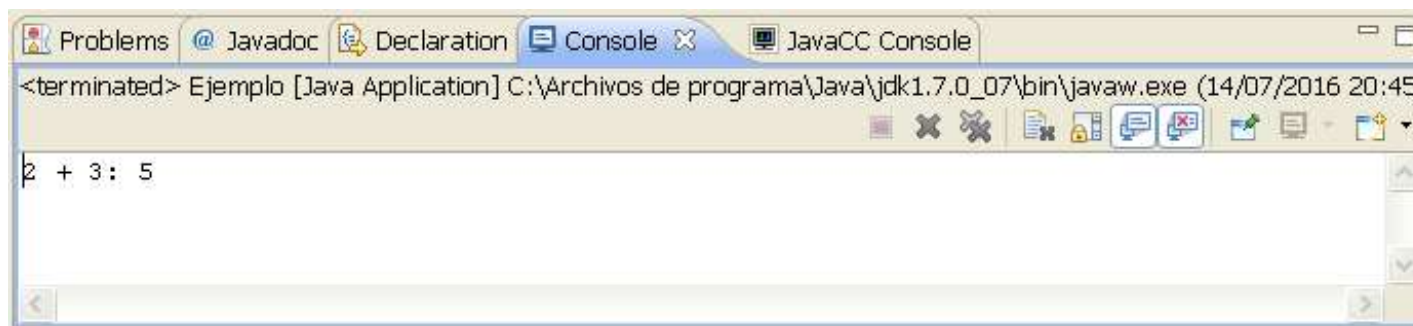 Problems @ Javadoc Declaration Console JavaCC Console
<terminated> Ejemplo [Java Application] C:\Archivos de programa\Java\jdk1.7.0_07\bin\javaw.exe (14/07/2016 20:45
2 + 3: 5